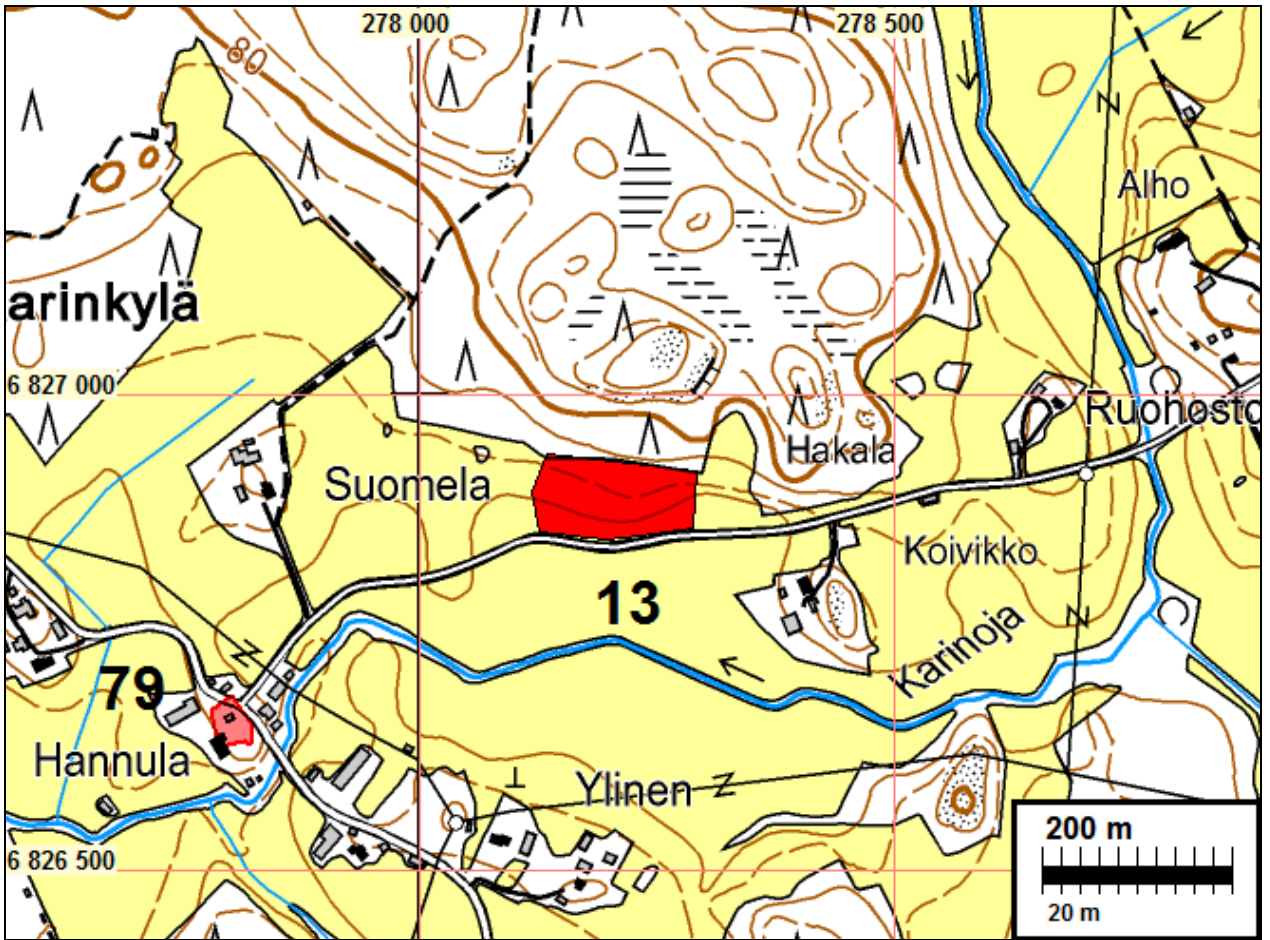 278 000
278 500
80
Alho
arinkylä
6 827 000
Ruohosto
Hakala
Suomela
Koivikko
13
Karinoja
79
Hannula
Ylinen
6 826 500
200 m
20 m